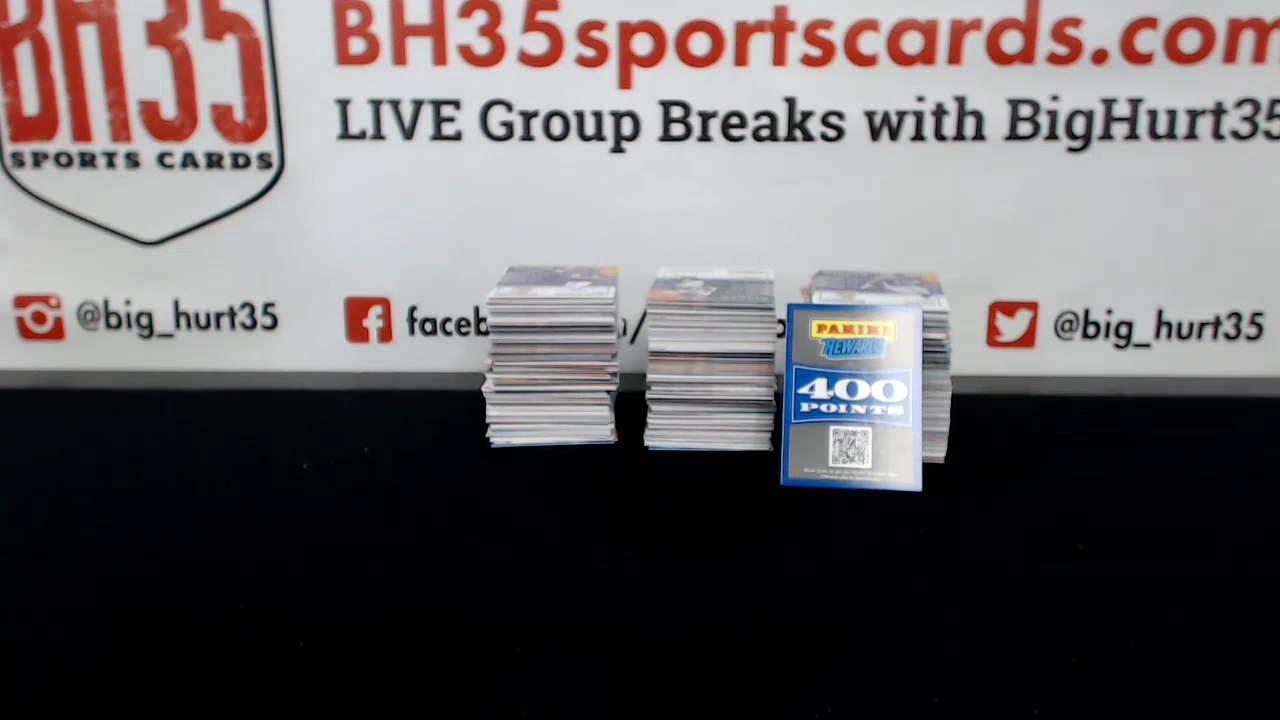 BH35
SPORTS CARDS
BH35sportscards.com
LIVE Group Breaks with BigHurt35
@big_hurt35
faceb
@big_hurt35
PANINI
REWARDS
400
POINTS